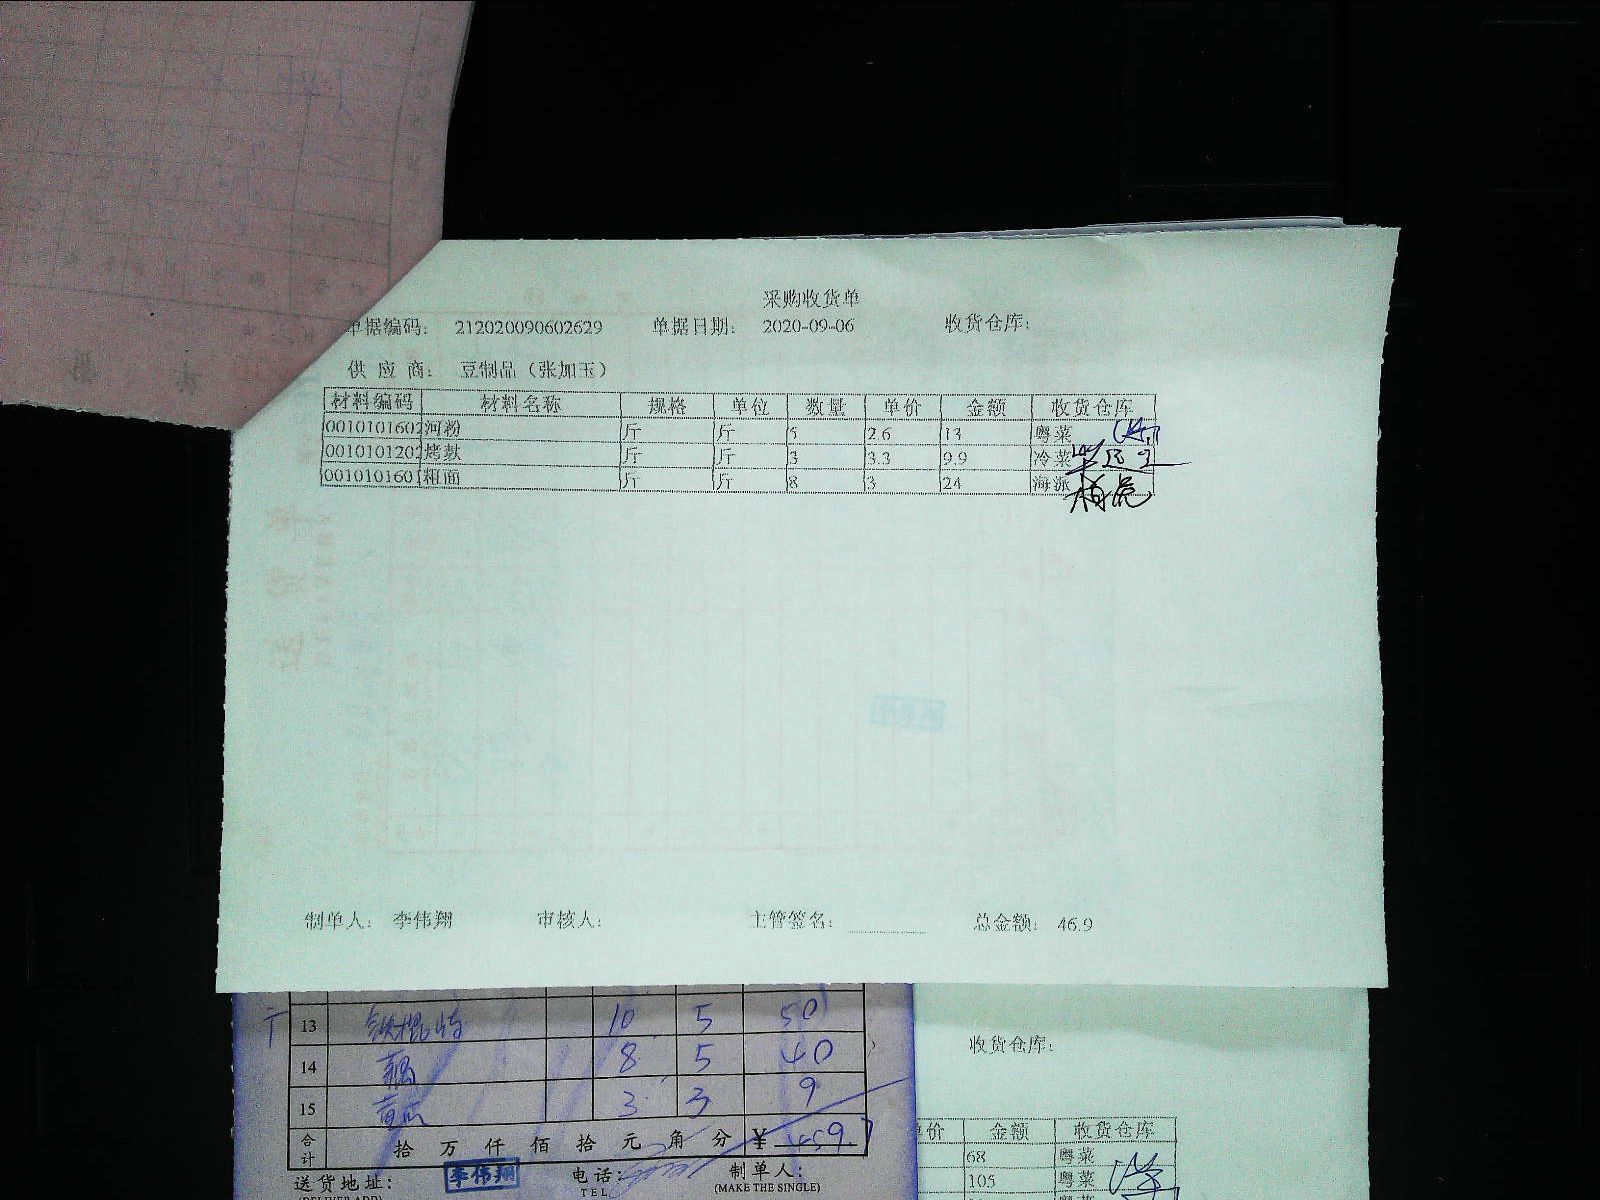 采购收货单
单据编码: 212020090602629 单据日期: 2020-09-06 收货仓库:
供 应 商: 豆制品（张加玉）
材料编码 材料名称 规格 单位 数量 单价 金额 收货仓库
0010101602 河粉 斤 斤 5 2.6 13 粤菜
0010101202 烤麸 斤 斤 3 3.3 9.9 冷菜
0010101601 粗面 斤 斤 8 3 24 海派
制单人: 李伟翔 审核人: 主管签名: 总金额: 46.9
13 10 5 50
14 藕 8 5 40
15 黄瓜 3 3 9
合计 拾 万 仟 佰 拾 元 角 分 ¥ 459.
送货地址: 李伟翔 电话: 制单人:
TEL (MAKE THE SINGLE)
收货仓库:
单价 金额 收货仓库
68 粤菜
105 粤菜